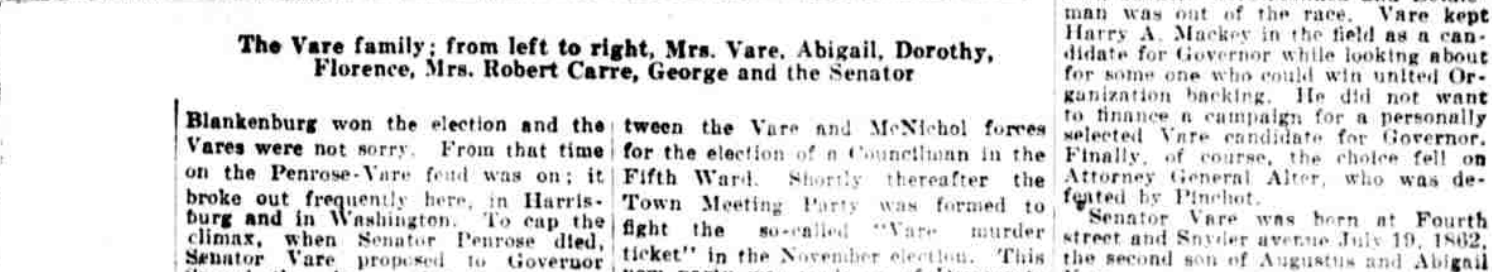 The Vare family; from left to right, Mrs. Vare, Abigail, Dorothy,
Florence, Mrs. Robert Carre, George and the Senator
Blankenburg won the election and the
Vares were not sorry. From that time
on the Penrose-Vare feud was on; it
broke out frequently here, in Harris-
burg and in Washington. To cap the
climax, when Senator Penrose died,
Senator Vare proposed to Governor
tween the Vare and McNichol forces
for the election of a Councilman in the
Fifth Ward. Shortly thereafter the
Town Meeting Party was formed to
fight the so-called "Vare murder
ticket" in the November election. This
man was out of the race. Vare kept
Harry A. Mackey in the field as a can-
didate for Governor while looking about
for some one who could win united Or-
ganization backing. He did not want
to finance a campaign for a personally
selected Vare candidate for Governor.
Finally, of course, the choice fell on
Attorney General Alter, who was de-
feated by Pinchot.
Senator Vare was born at Fourth
street and Snyder avenue July 19, 1862,
the second son of Augustus and Abigail